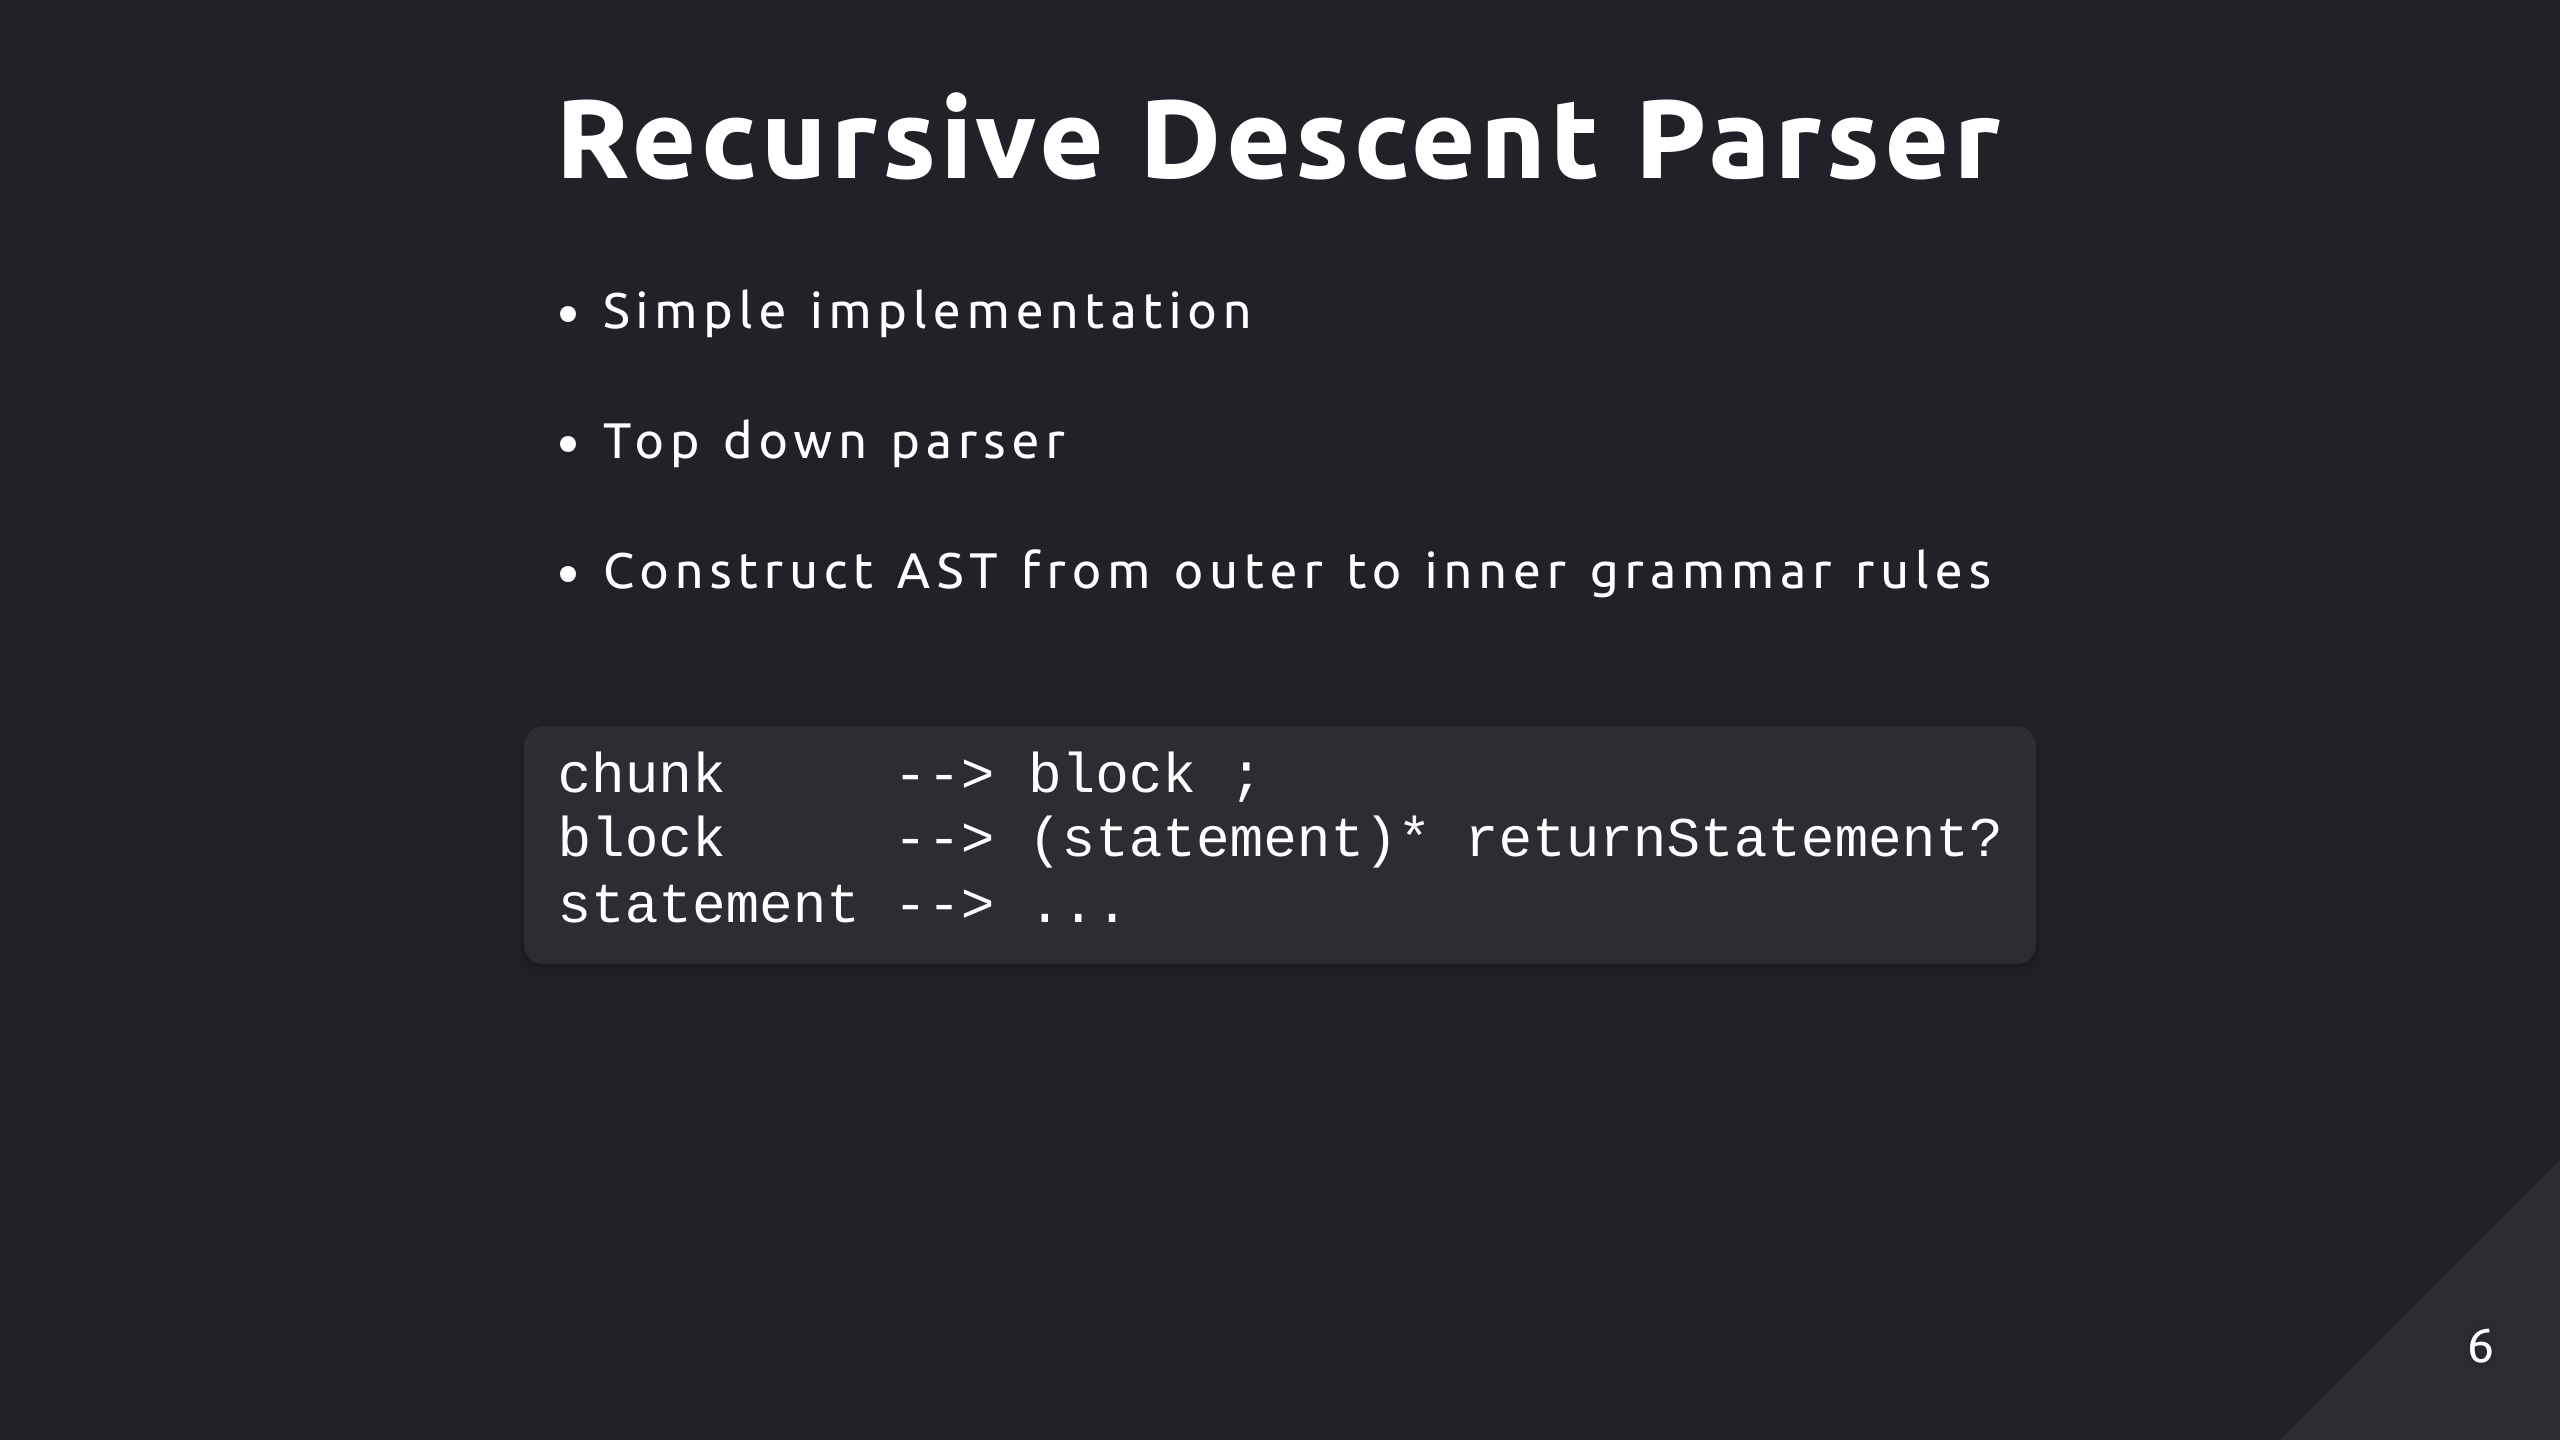 Recursive Descent Parser
• Simple implementation
• Top down parser
• Construct AST from outer to inner grammar rules
chunk     --> block ;
block     --> (statement)* returnStatement?
statement --> ...
6